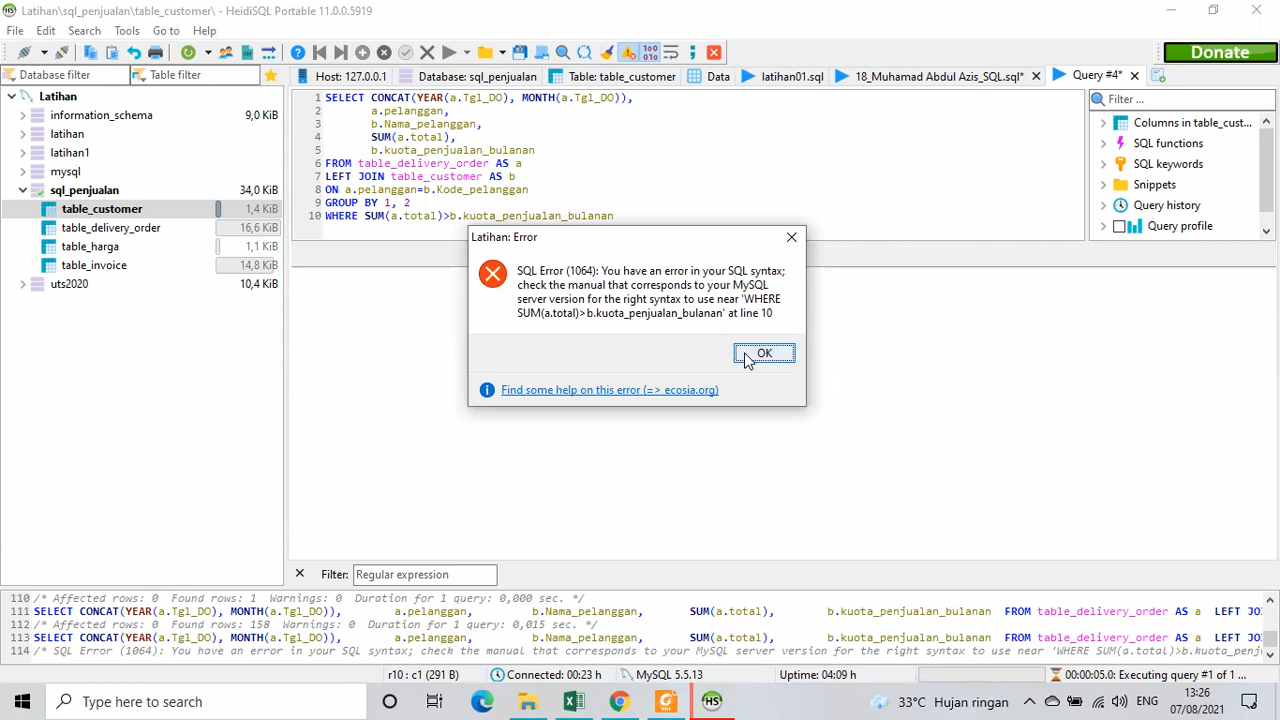 Latihan\sql_penjualan\table_customer\ - HeidiSQL Portable 11.0.0.5919
File Edit Search Tools Go to Help
Donate
Database filter Table filter
Host: 127.0.0.1 Database: sql_penjualan Table: table_customer Data latihan01.sql 18_Muhamad Abdul Azis_SQL.sql* Query #4*
Latihan
information_schema 9,0 KiB
latihan
latihan1
mysql
sql_penjualan 34,0 KiB
table_customer 1,4 KiB
table_delivery_order 16,6 KiB
table_harga 1,1 KiB
table_invoice 14,8 KiB
uts2020 10,4 KiB
1 SELECT CONCAT(YEAR(a.Tgl_DO), MONTH(a.Tgl_DO)),
2 a.pelanggan,
3 b.Nama_pelanggan,
4 SUM(a.total),
5 b.kuota_penjualan_bulanan
6 FROM table_delivery_order AS a
7 LEFT JOIN table_customer AS b
8 ON a.pelanggan=b.Kode_pelanggan
9 GROUP BY 1, 2
10 WHERE SUM(a.total)>b.kuota_penjualan_bulanan
Filter ...
Columns in table_cust...
SQL functions
SQL keywords
Snippets
Query history
Query profile
Latihan: Error
SQL Error (1064): You have an error in your SQL syntax;
check the manual that corresponds to your MySQL
server version for the right syntax to use near 'WHERE
SUM(a.total)>b.kuota_penjualan_bulanan' at line 10
OK
Find some help on this error (=> ecosia.org)
Filter: Regular expression
110 /* Affected rows: 0 Found rows: 1 Warnings: 0 Duration for 1 query: 0,000 sec. */
111 SELECT CONCAT(YEAR(a.Tgl_DO), MONTH(a.Tgl_DO)), a.pelanggan, b.Nama_pelanggan, SUM(a.total), b.kuota_penjualan_bulanan FROM table_delivery_order AS a LEFT JOI
112 /* Affected rows: 0 Found rows: 158 Warnings: 0 Duration for 1 query: 0,015 sec. */
113 SELECT CONCAT(YEAR(a.Tgl_DO), MONTH(a.Tgl_DO)), a.pelanggan, b.Nama_pelanggan, SUM(a.total), b.kuota_penjualan_bulanan FROM table_delivery_order AS a LEFT JOI
114 /* SQL Error (1064): You have an error in your SQL syntax; check the manual that corresponds to your MySQL server version for the right syntax to use near 'WHERE SUM(a.total)>b.kuota_penj
r10 : c1 (291 B) Connected: 00:23 h MySQL 5.5.13 Uptime: 04:09 h 00:00:03.0: Executing query #1 of 1 ...
Type here to search
33°C Hujan ringan
ENG
13:26
07/08/2021